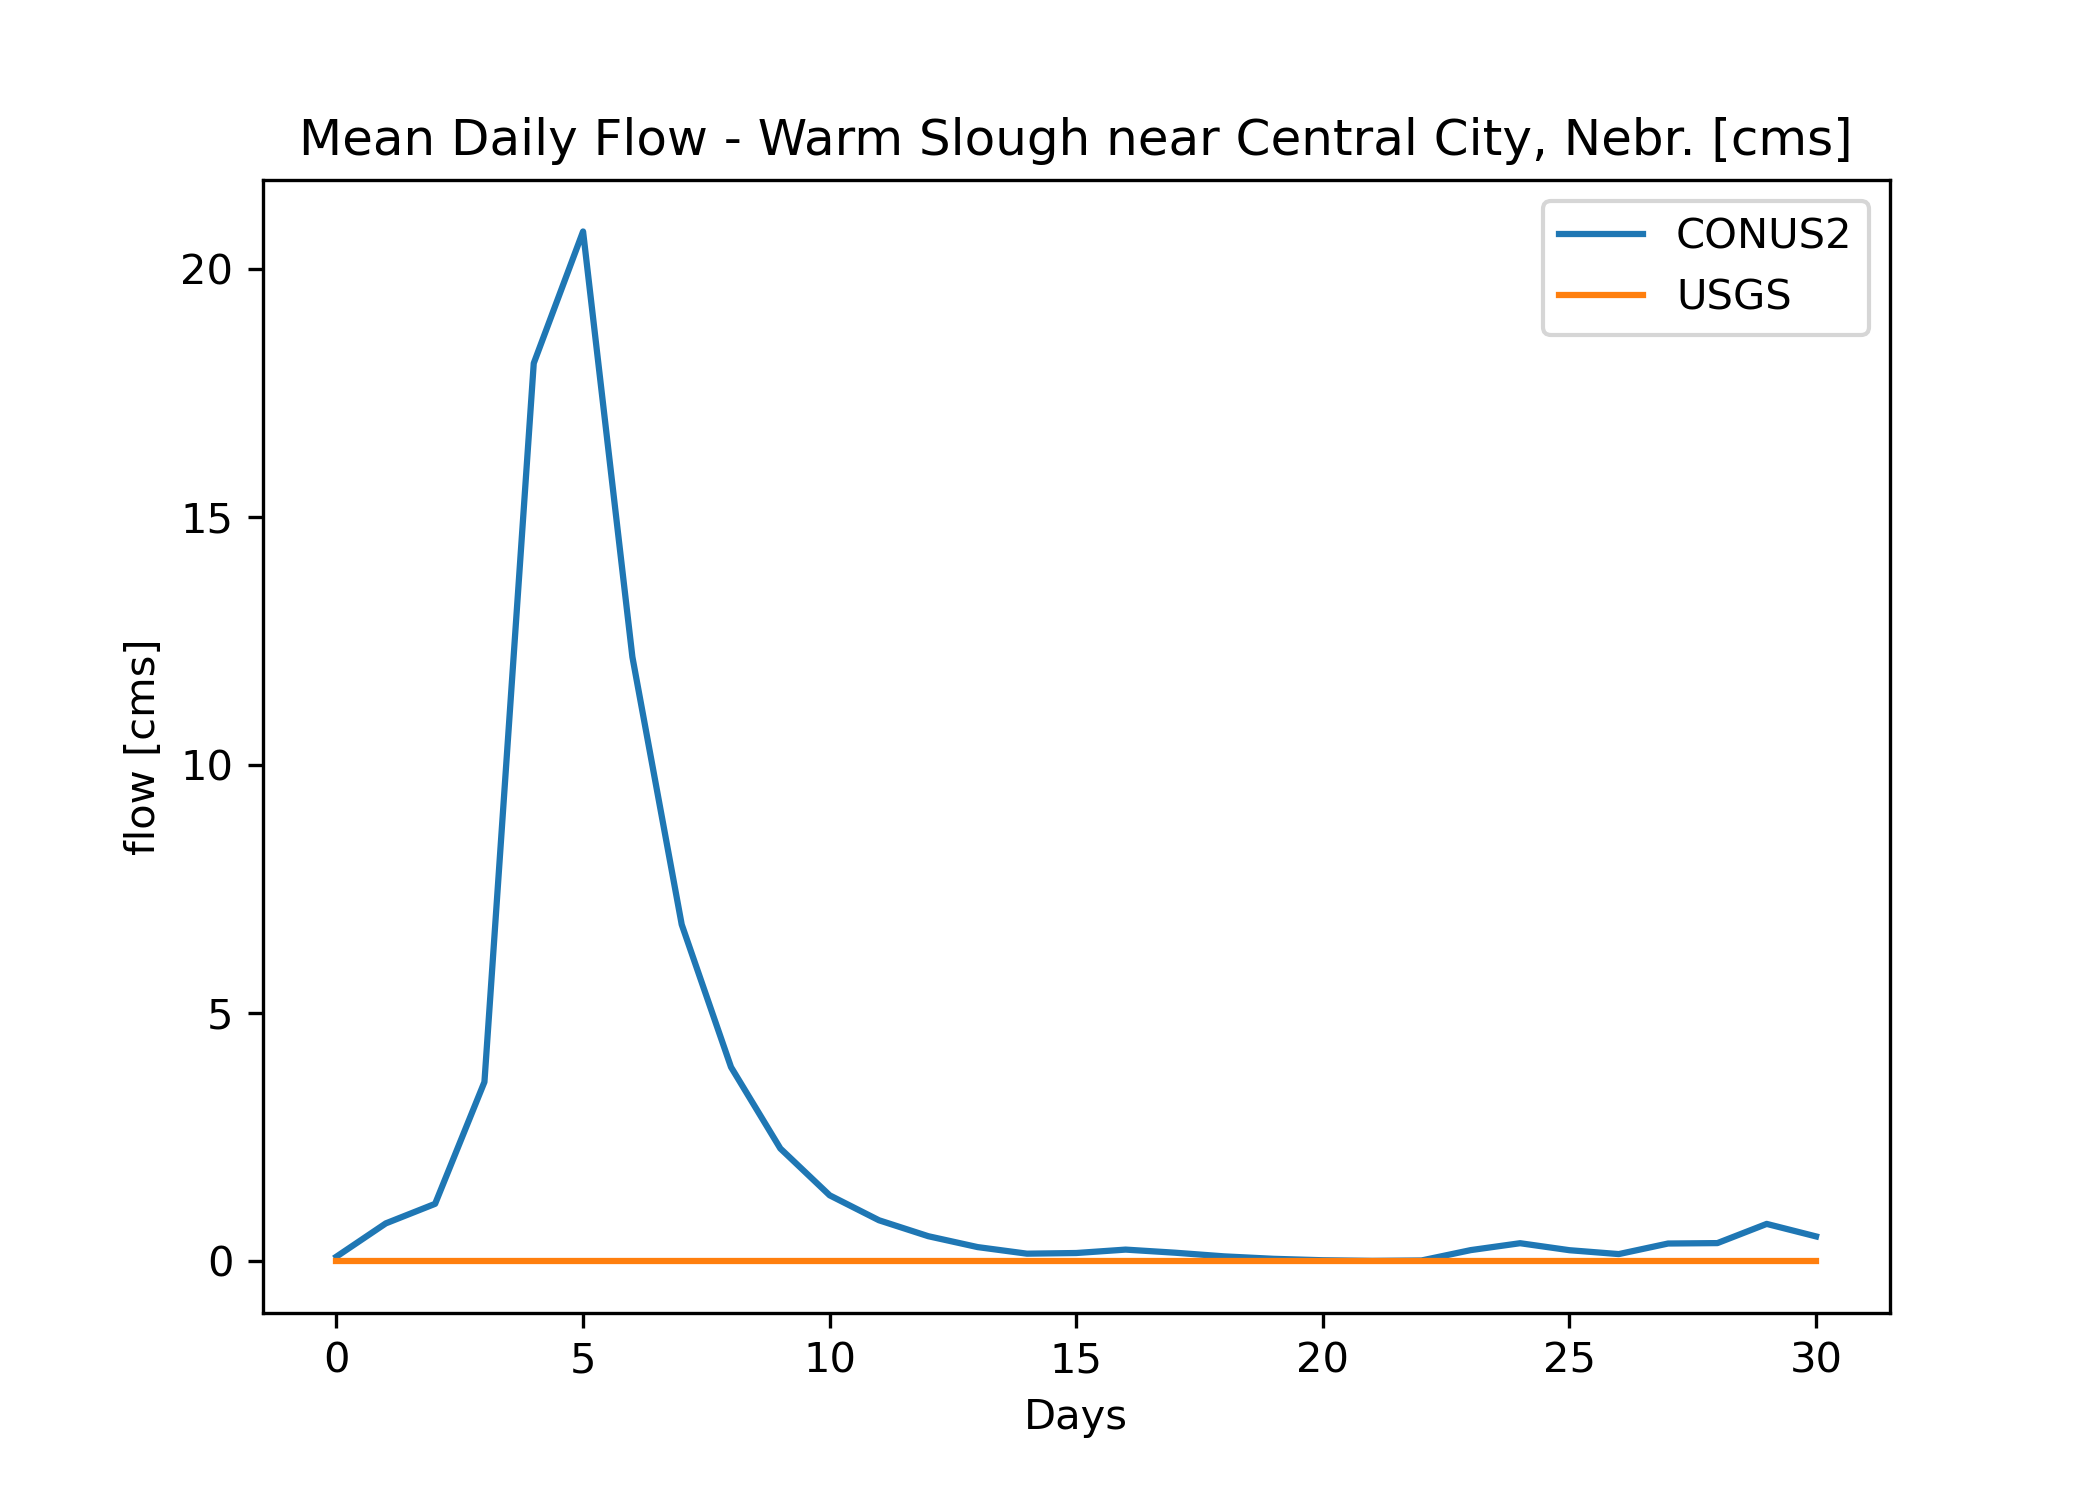 Mean Daily Flow - Warm Slough near Central City, Nebr. [cms]
CONUS2
USGS
flow [cms]
20
15
10
5
0
0 5 10 15 20 25 30
Days